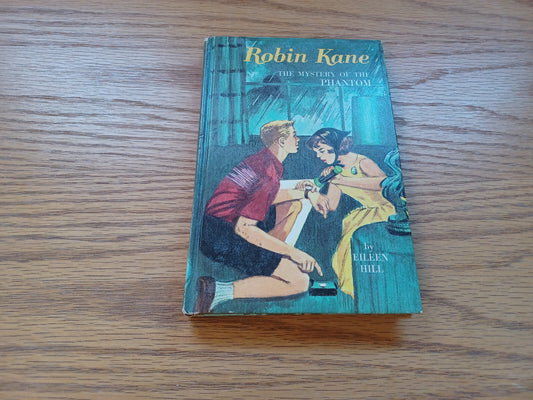 Robin Kane
THE MYSTERY OF THE
PHANTOM
by
EILEEN
HILL